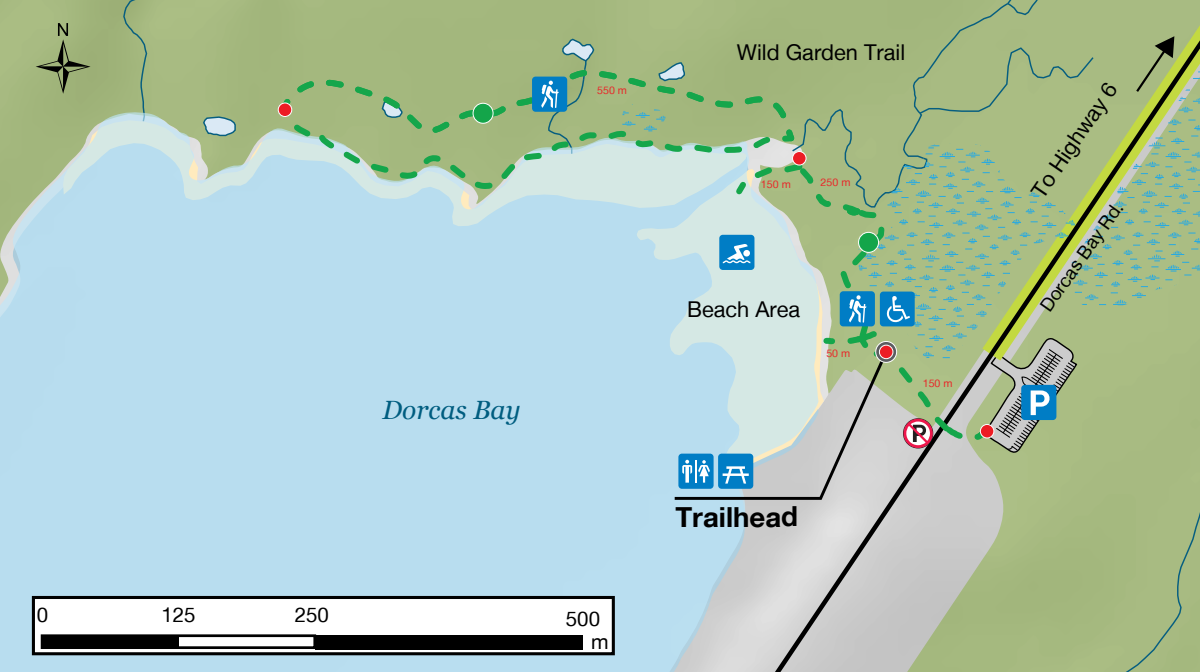 N
Wild Garden Trail
550 m
To Highway 6
150 m
250 m
Dorcas Bay Rd.
Beach Area
50 m
150 m
Dorcas Bay
P
P
Trailhead
0 125 250 500
m